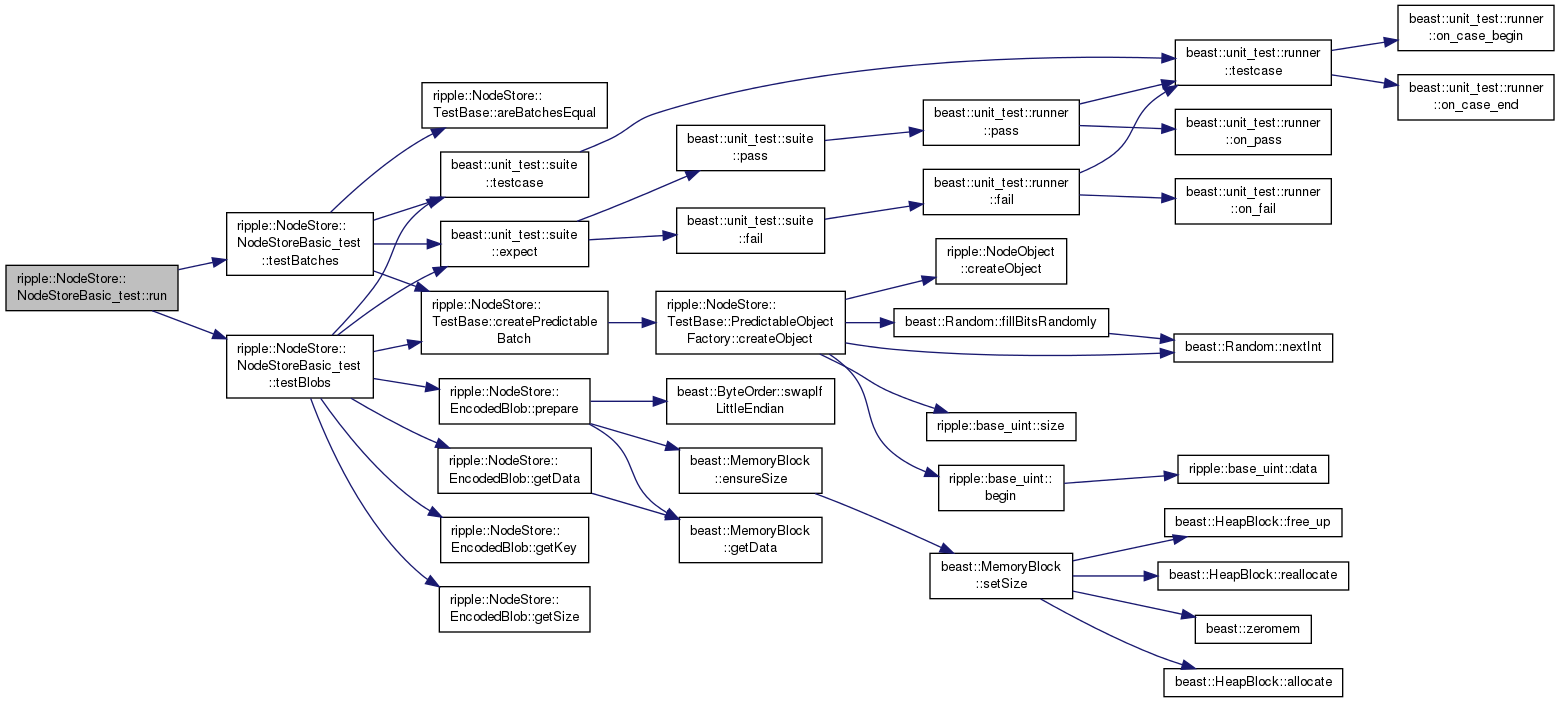 ripple::NodeStore::
NodeStoreBasic_test::run
ripple::NodeStore::
NodeStoreBasic_test
::testBatches
ripple::NodeStore::
NodeStoreBasic_test
::testBlobs
ripple::NodeStore::
TestBase::areBatchesEqual
beast::unit_test::suite
::testcase
beast::unit_test::suite
::expect
ripple::NodeStore::
TestBase::createPredictable
Batch
ripple::NodeStore::
EncodedBlob::prepare
ripple::NodeStore::
EncodedBlob::getData
ripple::NodeStore::
EncodedBlob::getKey
ripple::NodeStore::
EncodedBlob::getSize
beast::unit_test::suite
::pass
beast::unit_test::suite
::fail
ripple::NodeStore::
TestBase::PredictableObject
Factory::createObject
beast::ByteOrder::swapIf
LittleEndian
beast::MemoryBlock
::ensureSize
beast::MemoryBlock
::getData
beast::unit_test::runner
::pass
beast::unit_test::runner
::fail
ripple::NodeObject
::createObject
beast::Random::fillBitsRandomly
ripple::base_uint::size
ripple::base_uint::
begin
beast::MemoryBlock
::setSize
beast::unit_test::runner
::testcase
beast::unit_test::runner
::on_pass
beast::unit_test::runner
::on_fail
beast::Random::nextInt
ripple::base_uint::data
beast::HeapBlock::free_up
beast::HeapBlock::reallocate
beast::zeromem
beast::HeapBlock::allocate
beast::unit_test::runner
::on_case_begin
beast::unit_test::runner
::on_case_end